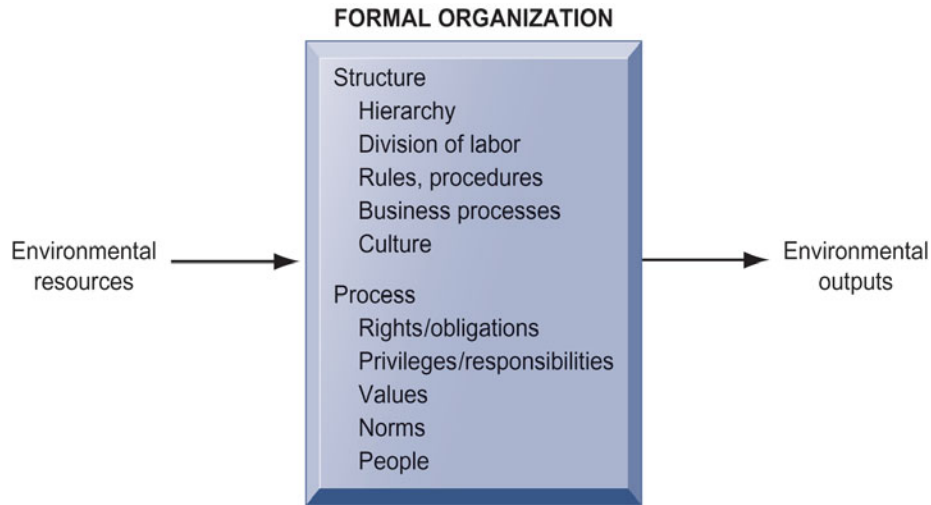 FORMAL ORGANIZATION
Structure
Hierarchy
Division of labor
Rules, procedures
Business processes
Culture
Process
Rights/obligations
Privileges/responsibilities
Values
Norms
People
Environmental
resources
Environmental
outputs